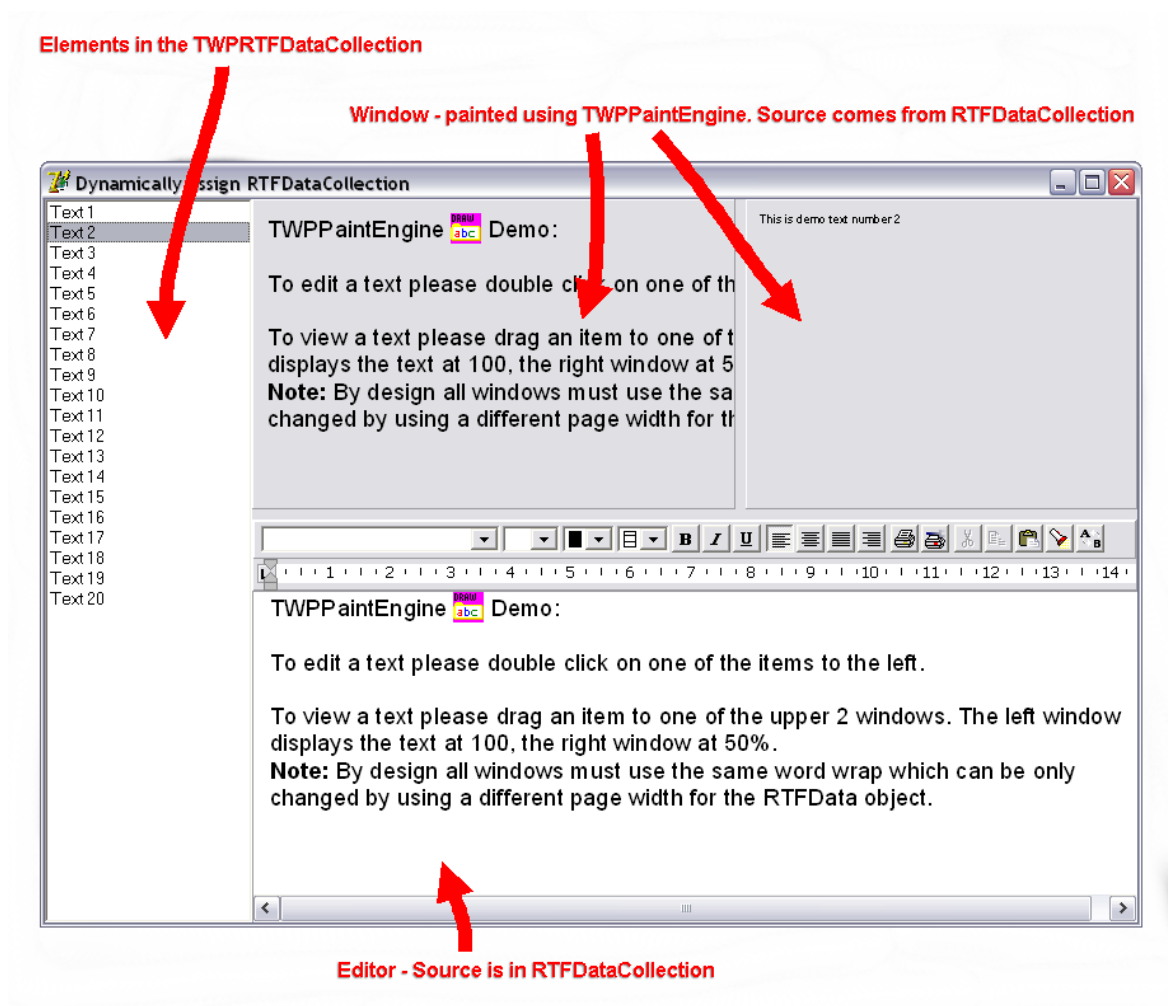 Elements in the TWPRTFDataCollection
Window - painted using TWPPaintEngine. Source comes from RTFDataCollection
Dynamically Assign RTFDataCollection
Text 1
Text 2
Text 3
Text 4
Text 5
Text 6
Text 7
Text 8
Text 9
Text 10
Text 11
Text 12
Text 13
Text 14
Text 15
Text 16
Text 17
Text 18
Text 19
Text 20
TWPPaintEngine DRAW abc Demo:
To edit a text please double click on one of th
To view a text please drag an item to one of t
displays the text at 100, the right window at 5
Note: By design all windows must use the sa
changed by using a different page width for th
This is demo text number 2
B I U A B
L 1 2 3 4 5 6 7 8 9 10 11 12 13 14
TWPPaintEngine DRAW abc Demo:
To edit a text please double click on one of the items to the left.
To view a text please drag an item to one of the upper 2 windows. The left window
displays the text at 100, the right window at 50%.
Note: By design all windows must use the same word wrap which can be only
changed by using a different page width for the RTFData object.
Editor - Source is in RTFDataCollection